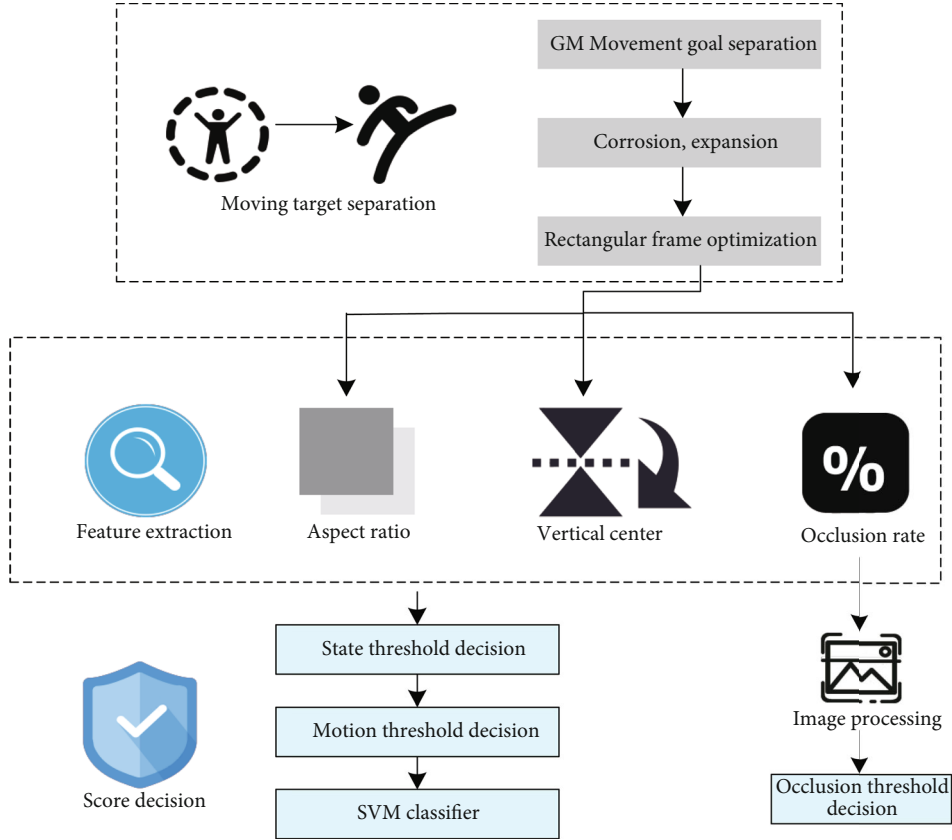 GM Movement goal separation
Corrosion, expansion
Moving target separation
Rectangular frame optimization
%
Feature extraction
Aspect ratio
Vertical center
Occlusion rate
State threshold decision
Motion threshold decision
Image processing
Score decision
SVM classifier
Occlusion threshold
decision